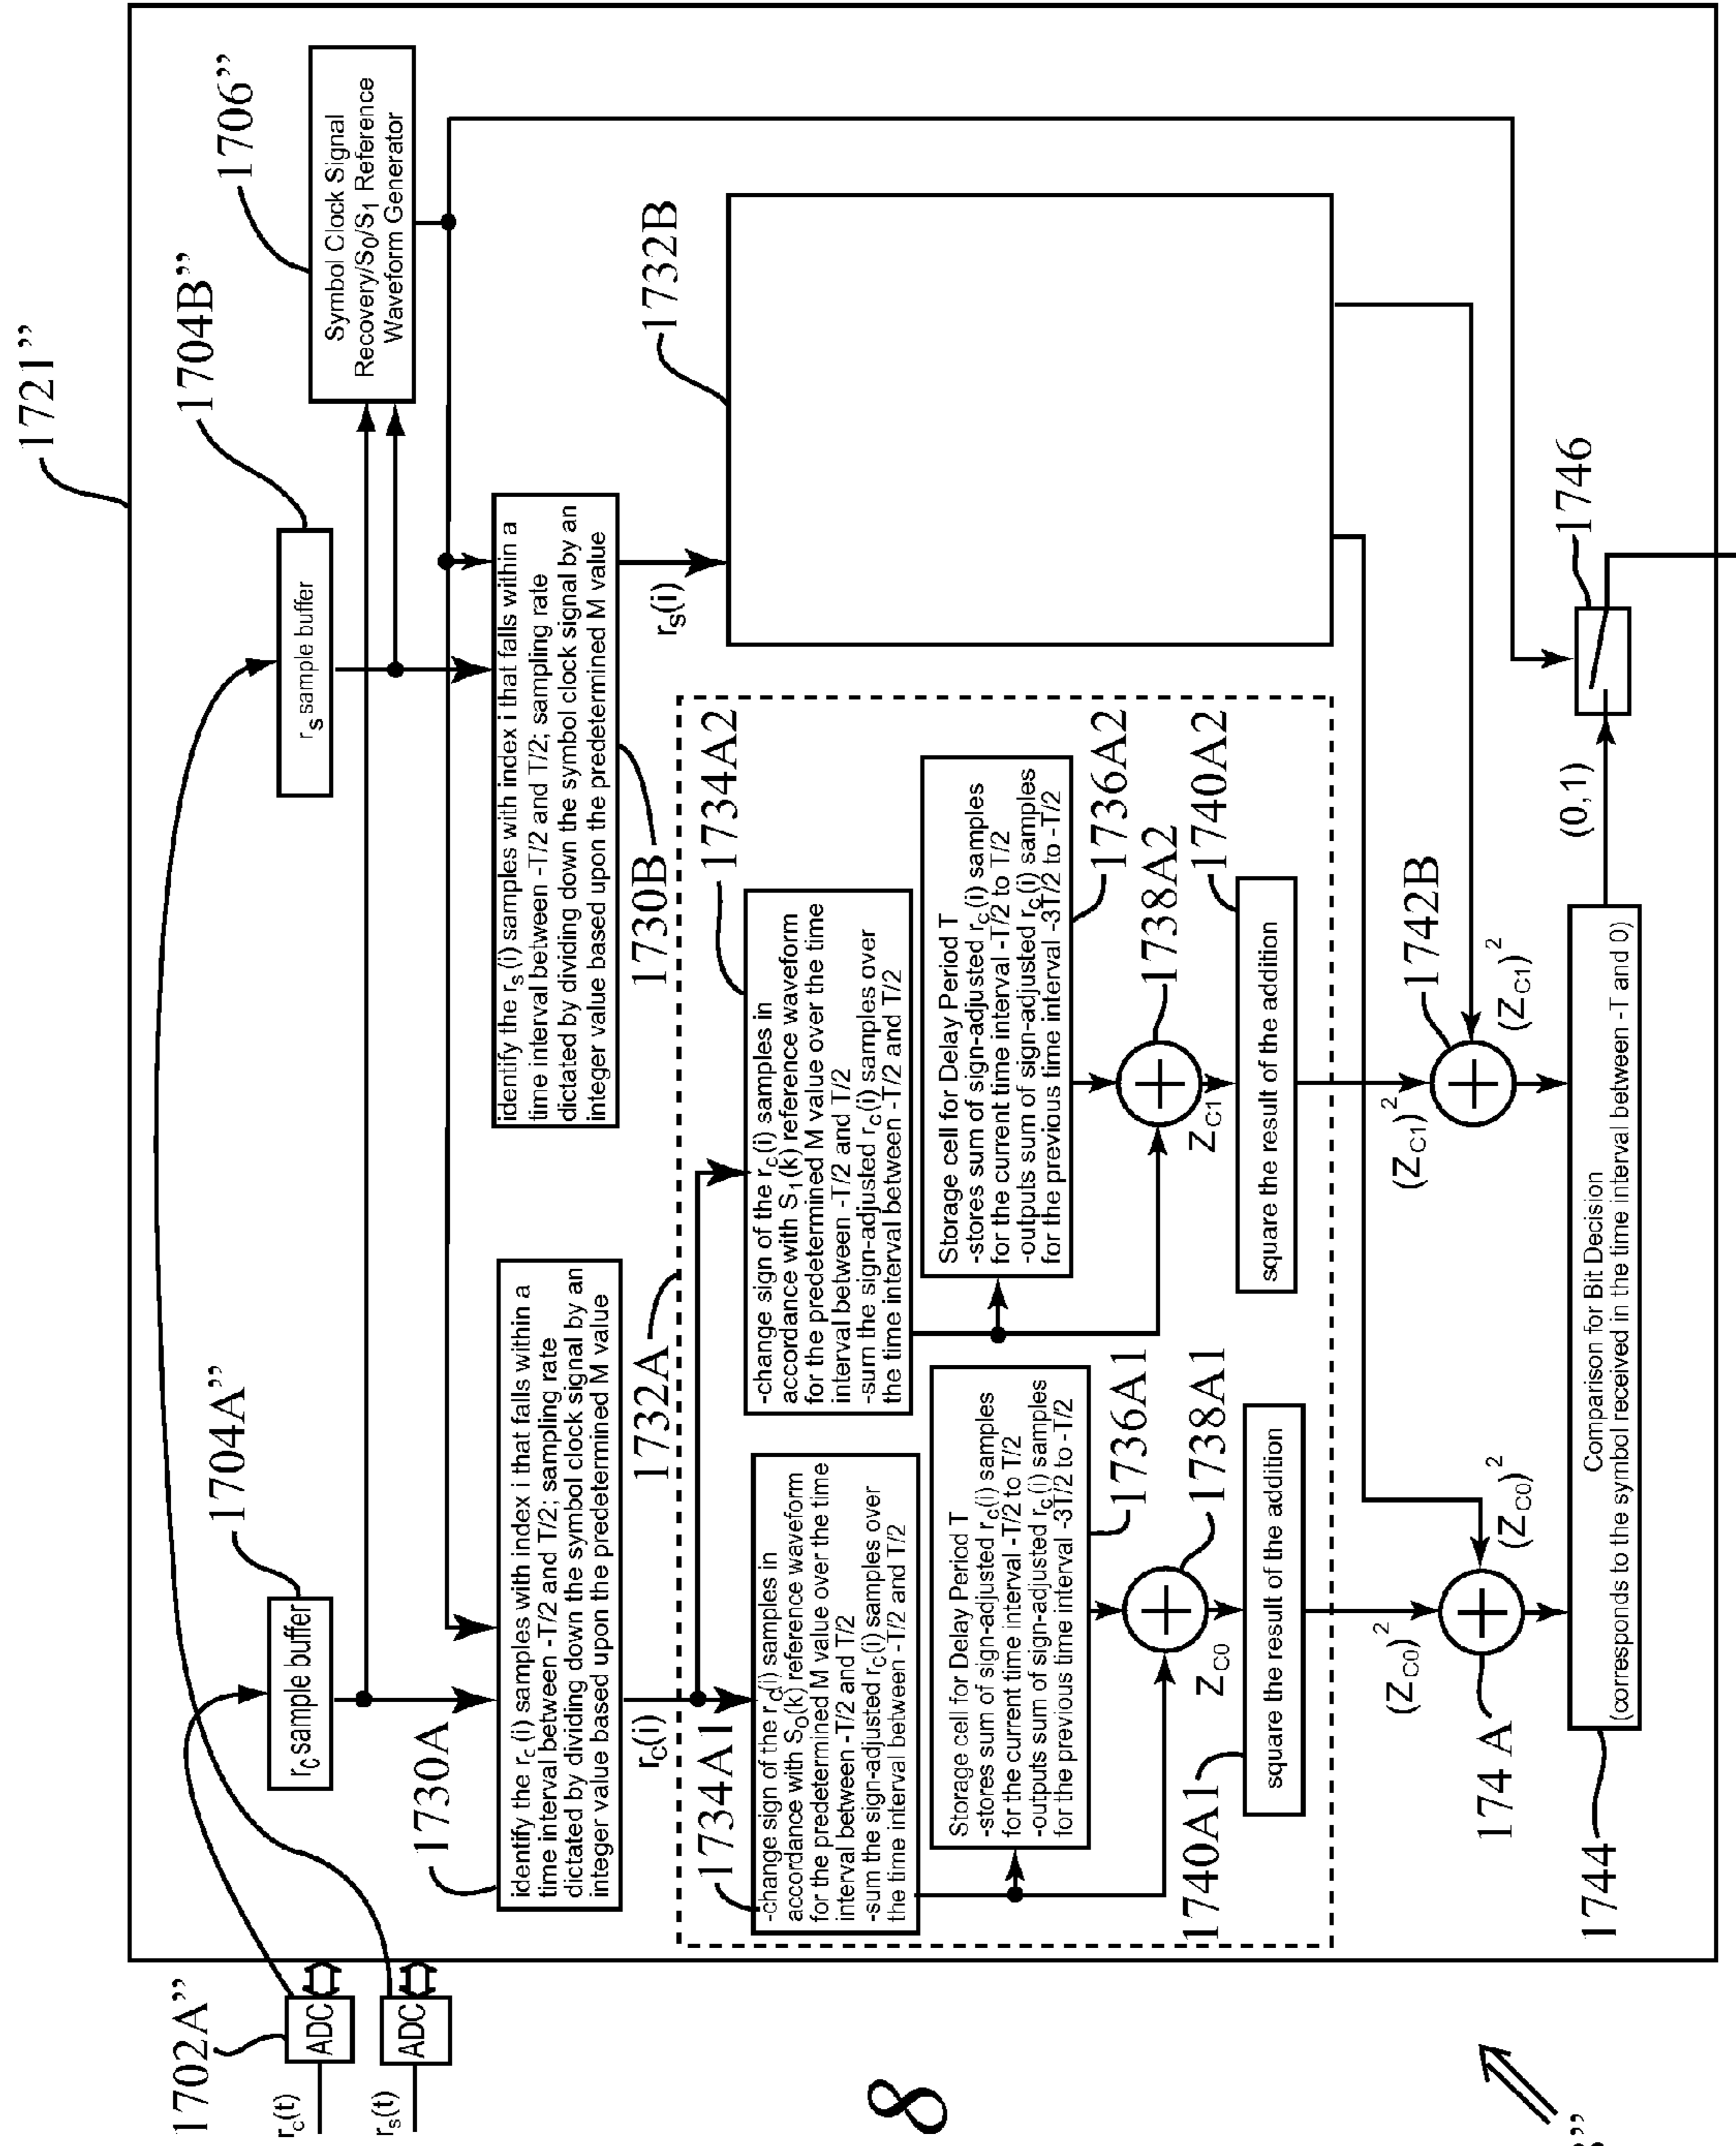 1721”
1702A”
rc(t)
ADC
rs(t)
ADC
1704A”
rc sample buffer
1704B”
rs sample buffer
1706”
Symbol Clock Signal
Recovery/S0/S1 Reference
Waveform Generator
1730A
identify the rc(i) samples with index i that falls within a
time interval between -T/2 and T/2; sampling rate
dictated by dividing down the symbol clock signal by an
integer value based upon the predetermined M value
identify the rs(i) samples with index i that falls within a
time interval between -T/2 and T/2; sampling rate
dictated by dividing down the symbol clock signal by an
integer value based upon the predetermined M value
1730B
rc(i)
1732A
rs(i)
1732B
1734A1
-change sign of the rc(i) samples in
accordance with S0(k) reference waveform
for the predetermined M value over the time
interval between -T/2 and T/2
-sum the sign-adjusted rc(i) samples over
the time interval between -T/2 and T/2
1734A2
-change sign of the rc(i) samples in
accordance with S1(k) reference waveform
for the predetermined M value over the time
interval between -T/2 and T/2
-sum the sign-adjusted rc(i) samples over
the time interval between -T/2 and T/2
Storage cell for Delay Period T
-stores sum of sign-adjusted rc(i) samples
for the current time interval -T/2 to T/2
-outputs sum of sign-adjusted rc(i) samples
for the previous time interval -3T/2 to -T/2
1736A1
Storage cell for Delay Period T
-stores sum of sign-adjusted rc(i) samples
for the current time interval -T/2 to T/2
-outputs sum of sign-adjusted rc(i) samples
for the previous time interval -3T/2 to -T/2
1736A2
+
1738A1
+
1738A2
ZC0
ZC1
1740A1
square the result of the addition
square the result of the addition
1740A2
(ZC0)2
+
(ZC0)2
174 A
(ZC1)2
+
(ZC1)2
1742B
1744
Comparison for Bit Decision
(corresponds to the symbol received in the time interval between -T and 0)
(0,1)
1746
8
”